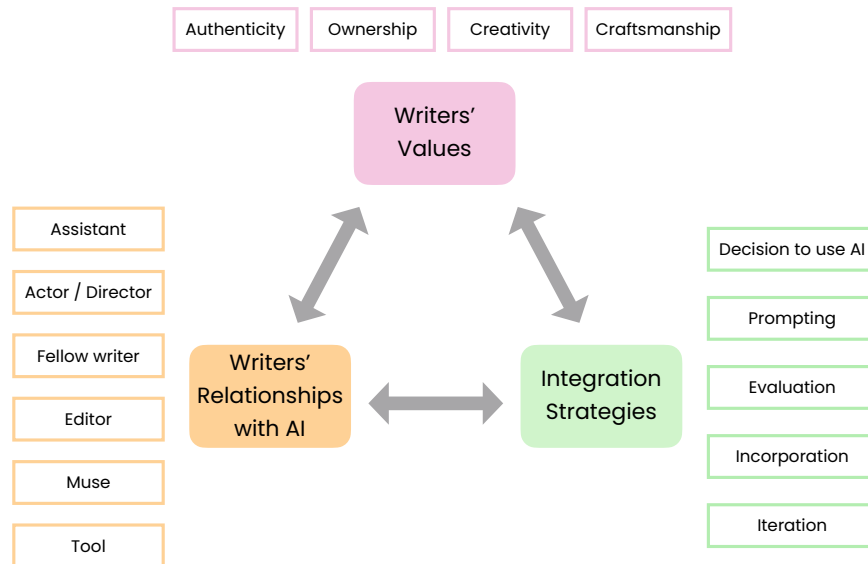 Authenticity
Ownership
Creativity
Craftsmanship
Writers'
Values
Assistant
Actor / Director
Fellow writer
Editor
Muse
Tool
Writers'
Relationships
with AI
Integration
Strategies
Decision to use AI
Prompting
Evaluation
Incorporation
Iteration